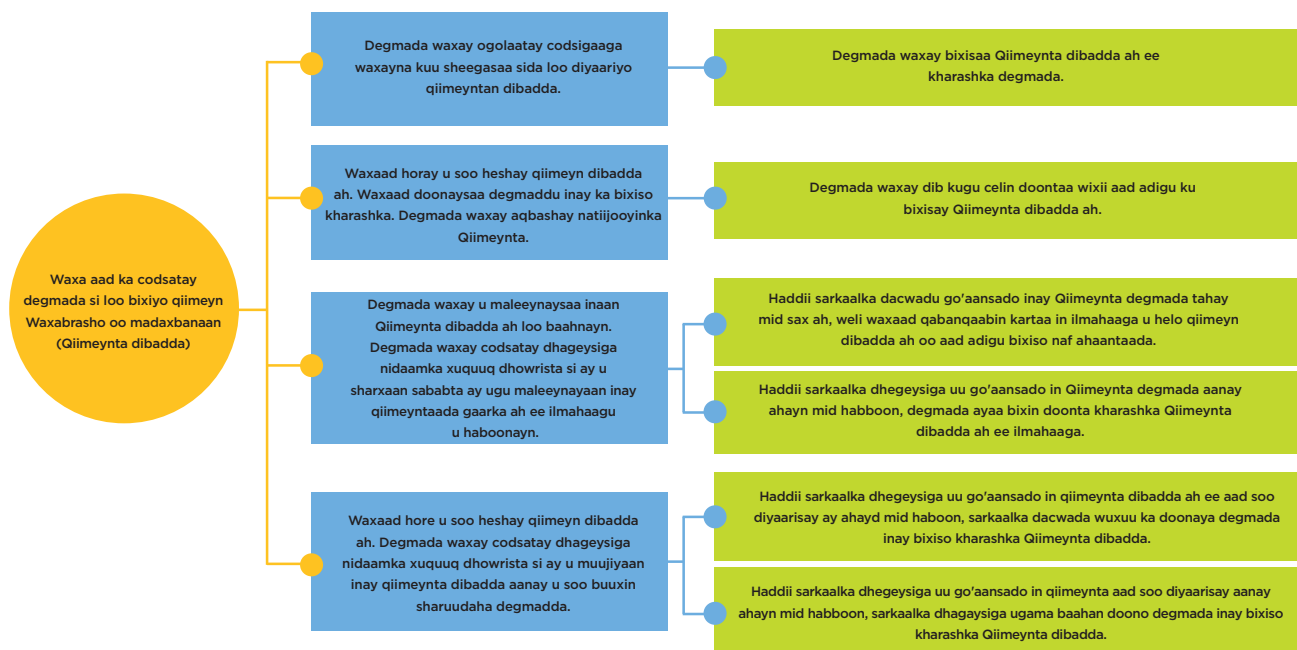 Waxa aad ka codsatay
degmada si loo bixiyo qiimeyn
Waxabrasho oo madaxbanaan
(Qiimeynta dibadda)
Degmada waxay ogolaatay codsigaaga
waxayna kuu sheegasaa sida loo diyaariyo
qiimeyntan dibadda.
Degmada waxay bixisaa Qiimeynta dibadda ah ee
kharashka degmada.
Waxaad horay u soo heshay qiimeyn dibadda
ah. Waxaad doonaysaa degmaddu inay ka bixiso
kharashka. Degmada waxay aqbashay natiijooyinka
Qiimeynta.
Degmada waxay dib kugu celin doontaa wixii aad adigu ku
bixisay Qiimeynta dibadda ah.
Degmada waxay u maleeynaysaa inaan
Qiimeynta dibadda ah loo baahnayn.
Degmada waxay codsatay dhageysiga
nidaamka xuquuq dhowrista si ay u
sharxaan sababta ay ugu maleeynayaan inay
qiimeyntaada gaarka ah ee ilmahaagu
u haboonayn.
Haddii sarkaalka dacwadu go'aansado inay Qiimeynta degmada tahay
mid sax ah, weli waxaad qabanqaabin kartaa in ilmahaaga u helo qiimeyn
dibadda ah oo aad adigu bixiso naf ahaantaada.
Haddii sarkaalka dhegeysiga uu go'aansado in Qiimeynta degmada aanay
ahayn mid habboon, degmada ayaa bixin doonta kharashka Qiimeynta
dibadda ah ee ilmahaaga.
Waxaad hore u soo heshay qiimeyn dibadda
ah. Degmada waxay codsatay dhageysiga
nidaamka xuquuq dhowrista si ay u muujiyaan
inay qiimeynta dibadda aanay u soo buuxin
sharuudaha degmadda.
Haddii sarkaalka dhegeysiga uu go'aansado in qiimeynta dibadda ah ee aad soo
diyaarisay ay ahayd mid haboon, sarkaalka dacwada wuxuu ka doonaya degmada
inay bixiso kharashka Qiimeynta dibadda.
Haddii sarkaalka dhegeysiga uu go'aansado in qiimeynta aad soo diyaarisay aanay
ahayn mid habboon, sarkaalka dhagaysiga ugama baahan doono degmada inay bixiso
kharashka Qiimeynta dibadda.